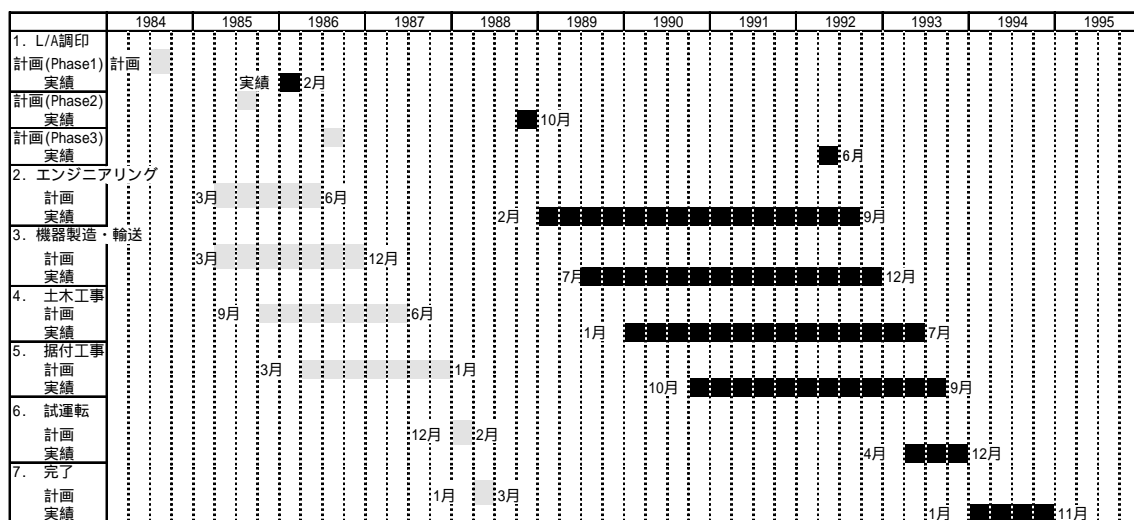 1984 1985 1986 1987 1988 1989 1990 1991 1992 1993 1994 1995
1. L/A調印
計画(Phase1) 計画
実績 実績 2月
計画(Phase2)
実績 10月
計画(Phase3)
実績 6月
2. エンジニアリング
計画 3月 6月
実績 2月 9月
3. 機器製造・輸送
計画 3月 12月
実績 7月 12月
4. 土木工事
計画 9月 6月
実績 1月 7月
5. 据付工事
計画 3月 1月
実績 10月 9月
6. 試運転
計画 12月 2月
実績 4月 12月
7. 完了
計画 1月 3月
実績 1月 11月